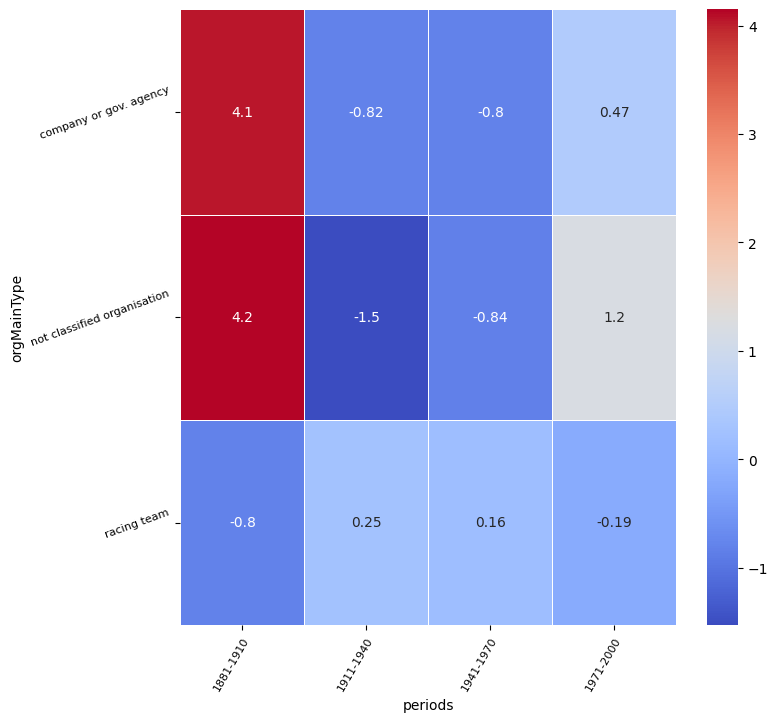 company or gov. agency
not classified organisation
racing team
orgMainType
4.1 -0.82 -0.8 0.47
4.2 -1.5 -0.84 1.2
-0.8 0.25 0.16 -0.19
1881-1910 1911-1940 1941-1970 1971-2000
periods
4
3
2
1
0
−1